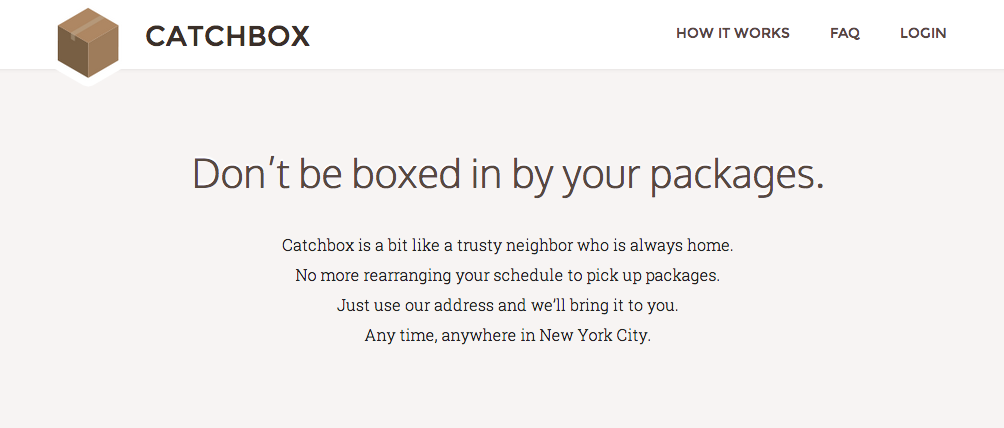 CATCHBOX
HOW IT WORKS
FAQ
LOGIN
Don't be boxed in by your packages.
Catchbox is a bit like a trusty neighbor who is always home.
No more rearranging your schedule to pick up packages.
Just use our address and we'll bring it to you.
Any time, anywhere in New York City.